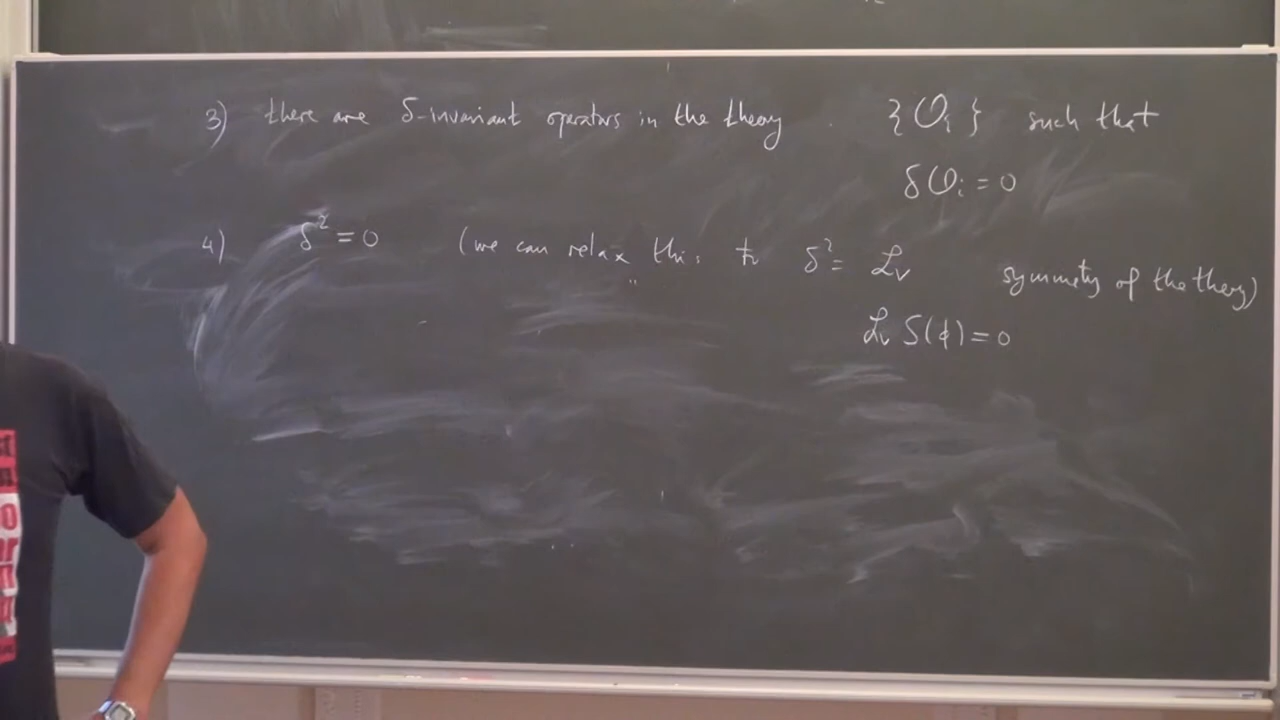 3) there are δ-invariant operators in the theory. {O_i} such that
δO_i = 0
4) δ² = 0 (we can relax this to δ² = ℒ_v symmetry of the theory)
ℒ_v S(ϕ) = 0